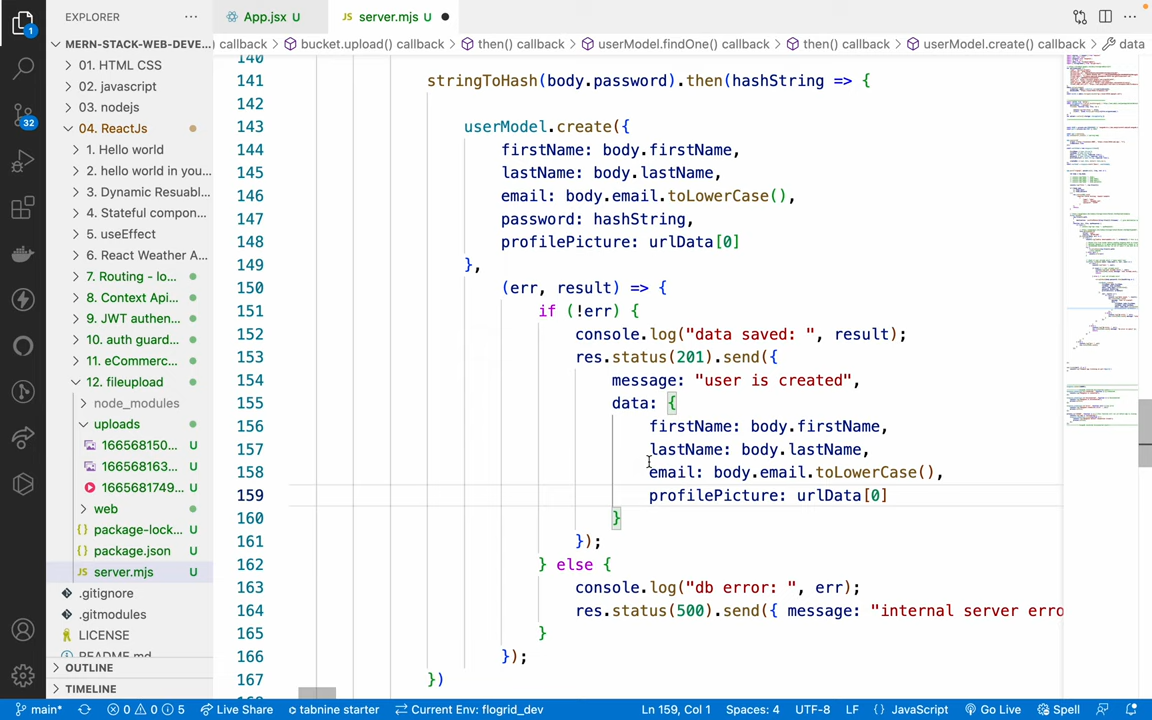 EXPLORER
App.jsx U
server.mjs U
MERN-STACK-WEB-DEVE...
callback
bucket.upload() callback
then() callback
userModel.findOne() callback
then() callback
userModel.create() callback
data
1
32
01. HTML CSS
02. javascript
03. nodejs
04. ReactJs
1. Hello world
2. hello world in you...
3. Dynamic Resuabl...
4. Stateful compon...
5. useEffect
6. React Weather A...
7. Routing - lo...
8. Context Api...
9. JWT authen...
10. auth guard...
11. eCommerc...
12. fileupload
node_modules
uploads
166568150... U
166568163... U
1665681749... U
web
package-lock... U
package.json U
JS server.mjs U
.gitignore
.gitmodules
LICENSE
README.md
OUTLINE
TIMELINE
140
141 stringToHash(body.password).then(hashString => {
142
143 userModel.create({
144 firstName: body.firstName,
145 lastName: body.lastName,
146 email: body.email.toLowerCase(),
147 password: hashString,
148 profilePicture: urlData[0]
149 },
150 (err, result) => {
151 if (!err) {
152 console.log("data saved: ", result);
153 res.status(201).send({
154 message: "user is created",
155 data: {
156 firstName: body.firstName,
157 lastName: body.lastName,
158 email: body.email.toLowerCase(),
159 profilePicture: urlData[0]
160 }
161 });
162 } else {
163 console.log("db error: ", err);
164 res.status(500).send({ message: "internal server erro
165 }
166 });
167 })
main* 0 0 5 Live Share tabnine starter Current Env: flogrid_dev Ln 159, Col 1 Spaces: 4 UTF-8 LF {} JavaScript Go Live Spell